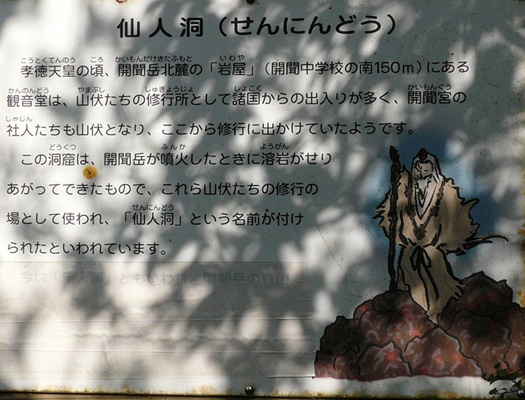 仙人洞（せんにんどう）
孝徳天皇の頃、開聞岳北麓の「岩屋」（開聞中学校の南150ｍ）にある
観音堂は、山伏たちの修行所として諸国からの出入りが多く、開聞宮の
社人たちも山伏となり、ここから修行に出かけていたようです。
この洞窟は、開聞岳が噴火したときに溶岩がせり
あがってできたもので、これら山伏たちの修行の
場として使われ、「仙人洞」という名前が付け
られたといわれています。